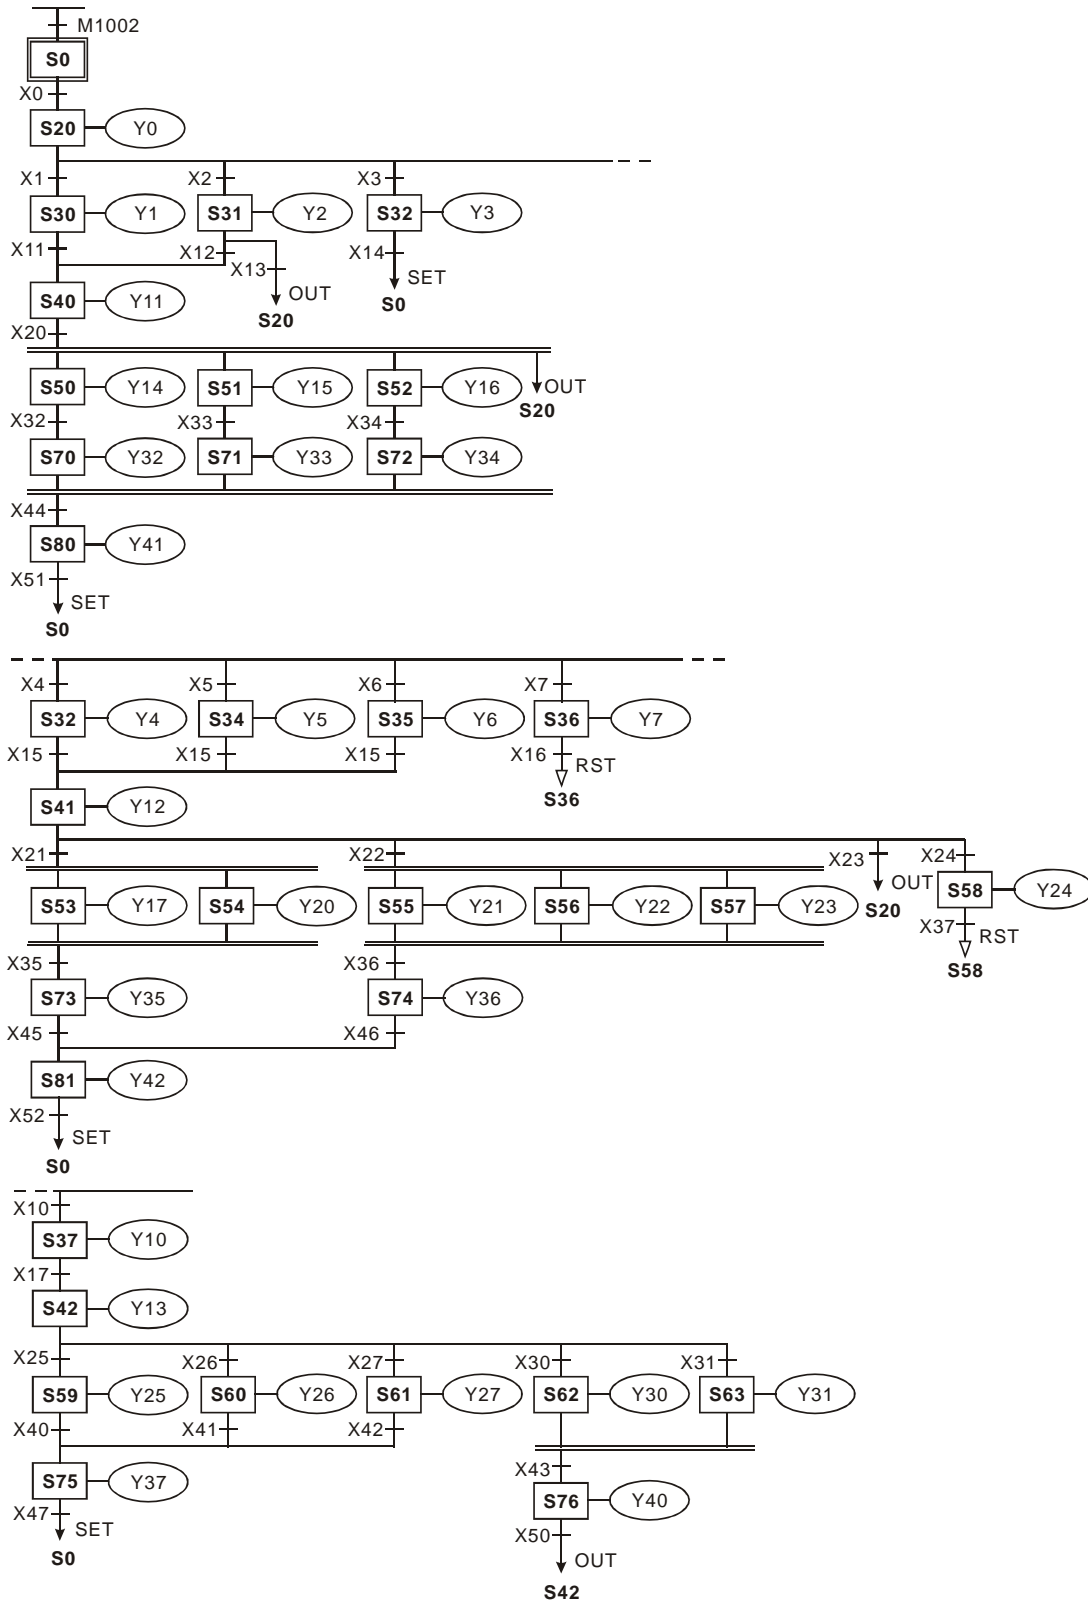 M1002
S0
X0
S20 Y0
X1 X2 X3
S30 Y1 S31 Y2 S32 Y3
X11 X12 X13 X14
OUT SET
S20 S0
S40 Y11
X20
S50 Y14 S51 Y15 S52 Y16 OUT
S20
X32 X33 X34
S70 Y32 S71 Y33 S72 Y34
X44
S80 Y41
X51
SET
S0
X4 X5 X6 X7
S32 Y4 S34 Y5 S35 Y6 S36 Y7
X15 X15 X15 X16
RST
S36
S41 Y12
X21 X22 X23 X24
S53 Y17 S54 Y20 S55 Y21 S56 Y22 S57 Y23 OUT S58 Y24
S20
X37 RST
S58
X35 X36
S73 Y35 S74 Y36
X45 X46
S81 Y42
X52
SET
S0
X10
S37 Y10
X17
S42 Y13
X25 X26 X27 X30 X31
S59 Y25 S60 Y26 S61 Y27 S62 Y30 S63 Y31
X40 X41 X42
X43
S75 Y37 S76 Y40
X47 X50
SET OUT
S0 S42